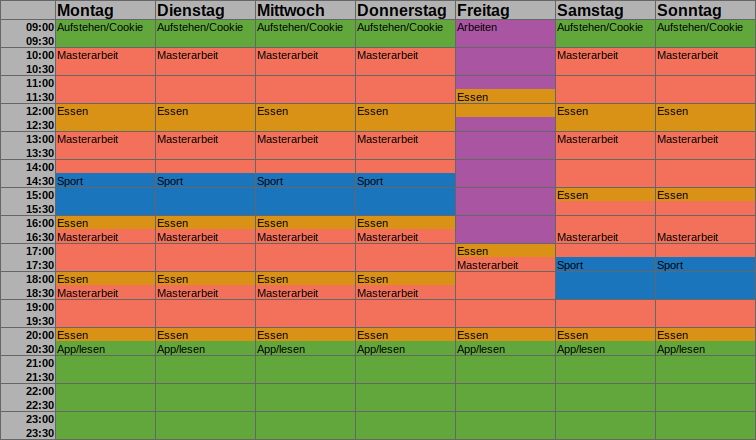 Montag Dienstag Mittwoch Donnerstag Freitag Samstag Sonntag
09:00 Aufstehen/Cookie Aufstehen/Cookie Aufstehen/Cookie Aufstehen/Cookie Arbeiten Aufstehen/Cookie Aufstehen/Cookie
09:30
10:00 Masterarbeit Masterarbeit Masterarbeit Masterarbeit Masterarbeit Masterarbeit
10:30
11:00
11:30 Essen
12:00 Essen Essen Essen Essen Essen Essen
12:30
13:00 Masterarbeit Masterarbeit Masterarbeit Masterarbeit Masterarbeit Masterarbeit
13:30
14:00
14:30 Sport Sport Sport Sport
15:00 Essen Essen
15:30
16:00 Essen Essen Essen Essen
16:30 Masterarbeit Masterarbeit Masterarbeit Masterarbeit Masterarbeit Masterarbeit
17:00 Essen
17:30 Masterarbeit Sport Sport
18:00 Essen Essen Essen Essen
18:30 Masterarbeit Masterarbeit Masterarbeit Masterarbeit
19:00
19:30
20:00 Essen Essen Essen Essen Essen Essen Essen
20:30 App/lesen App/lesen App/lesen App/lesen App/lesen App/lesen App/lesen
21:00
21:30
22:00
22:30
23:00
23:30